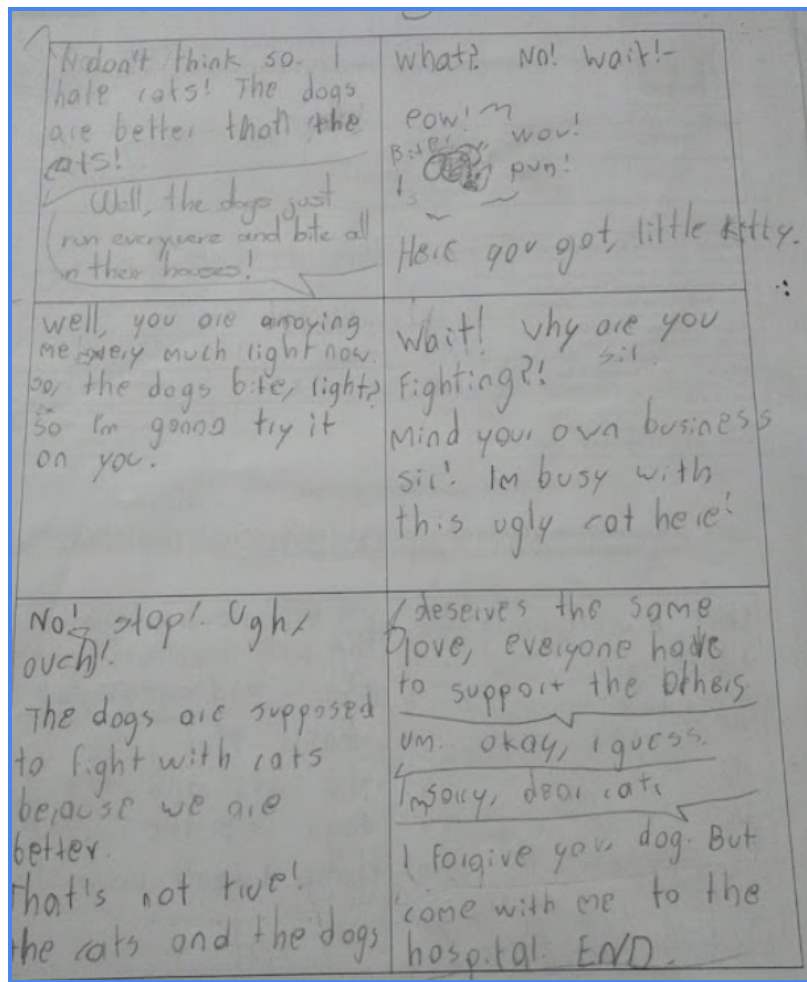 I don't think so. I
hate cats! The dogs
are better than the
cats!
Well, the dogs just
run everywere and bite all
in their houses!
What? No! Wait!-
Pow!
Bite!
wow!
pum!
Here you got, little kitty.
well, you are annoying
me very much right now.
so, the dogs bite, right?
so I'm gonna try it
on you.
Wait! Why are you
Fighting?! sir.
Mind your own business
sir! Im busy with
this ugly cat here!
No! stop! Ugh,
ouch!
The dogs are supposed
to fight with cats
because we are
better.
That's not true!
the cats and the dogs
deserves the same
love, everyone have
to support the others
um. okay, i guess.
I'm sorry, dear cat.
I forgive you, dog. But
come with me to the
hospital. END.